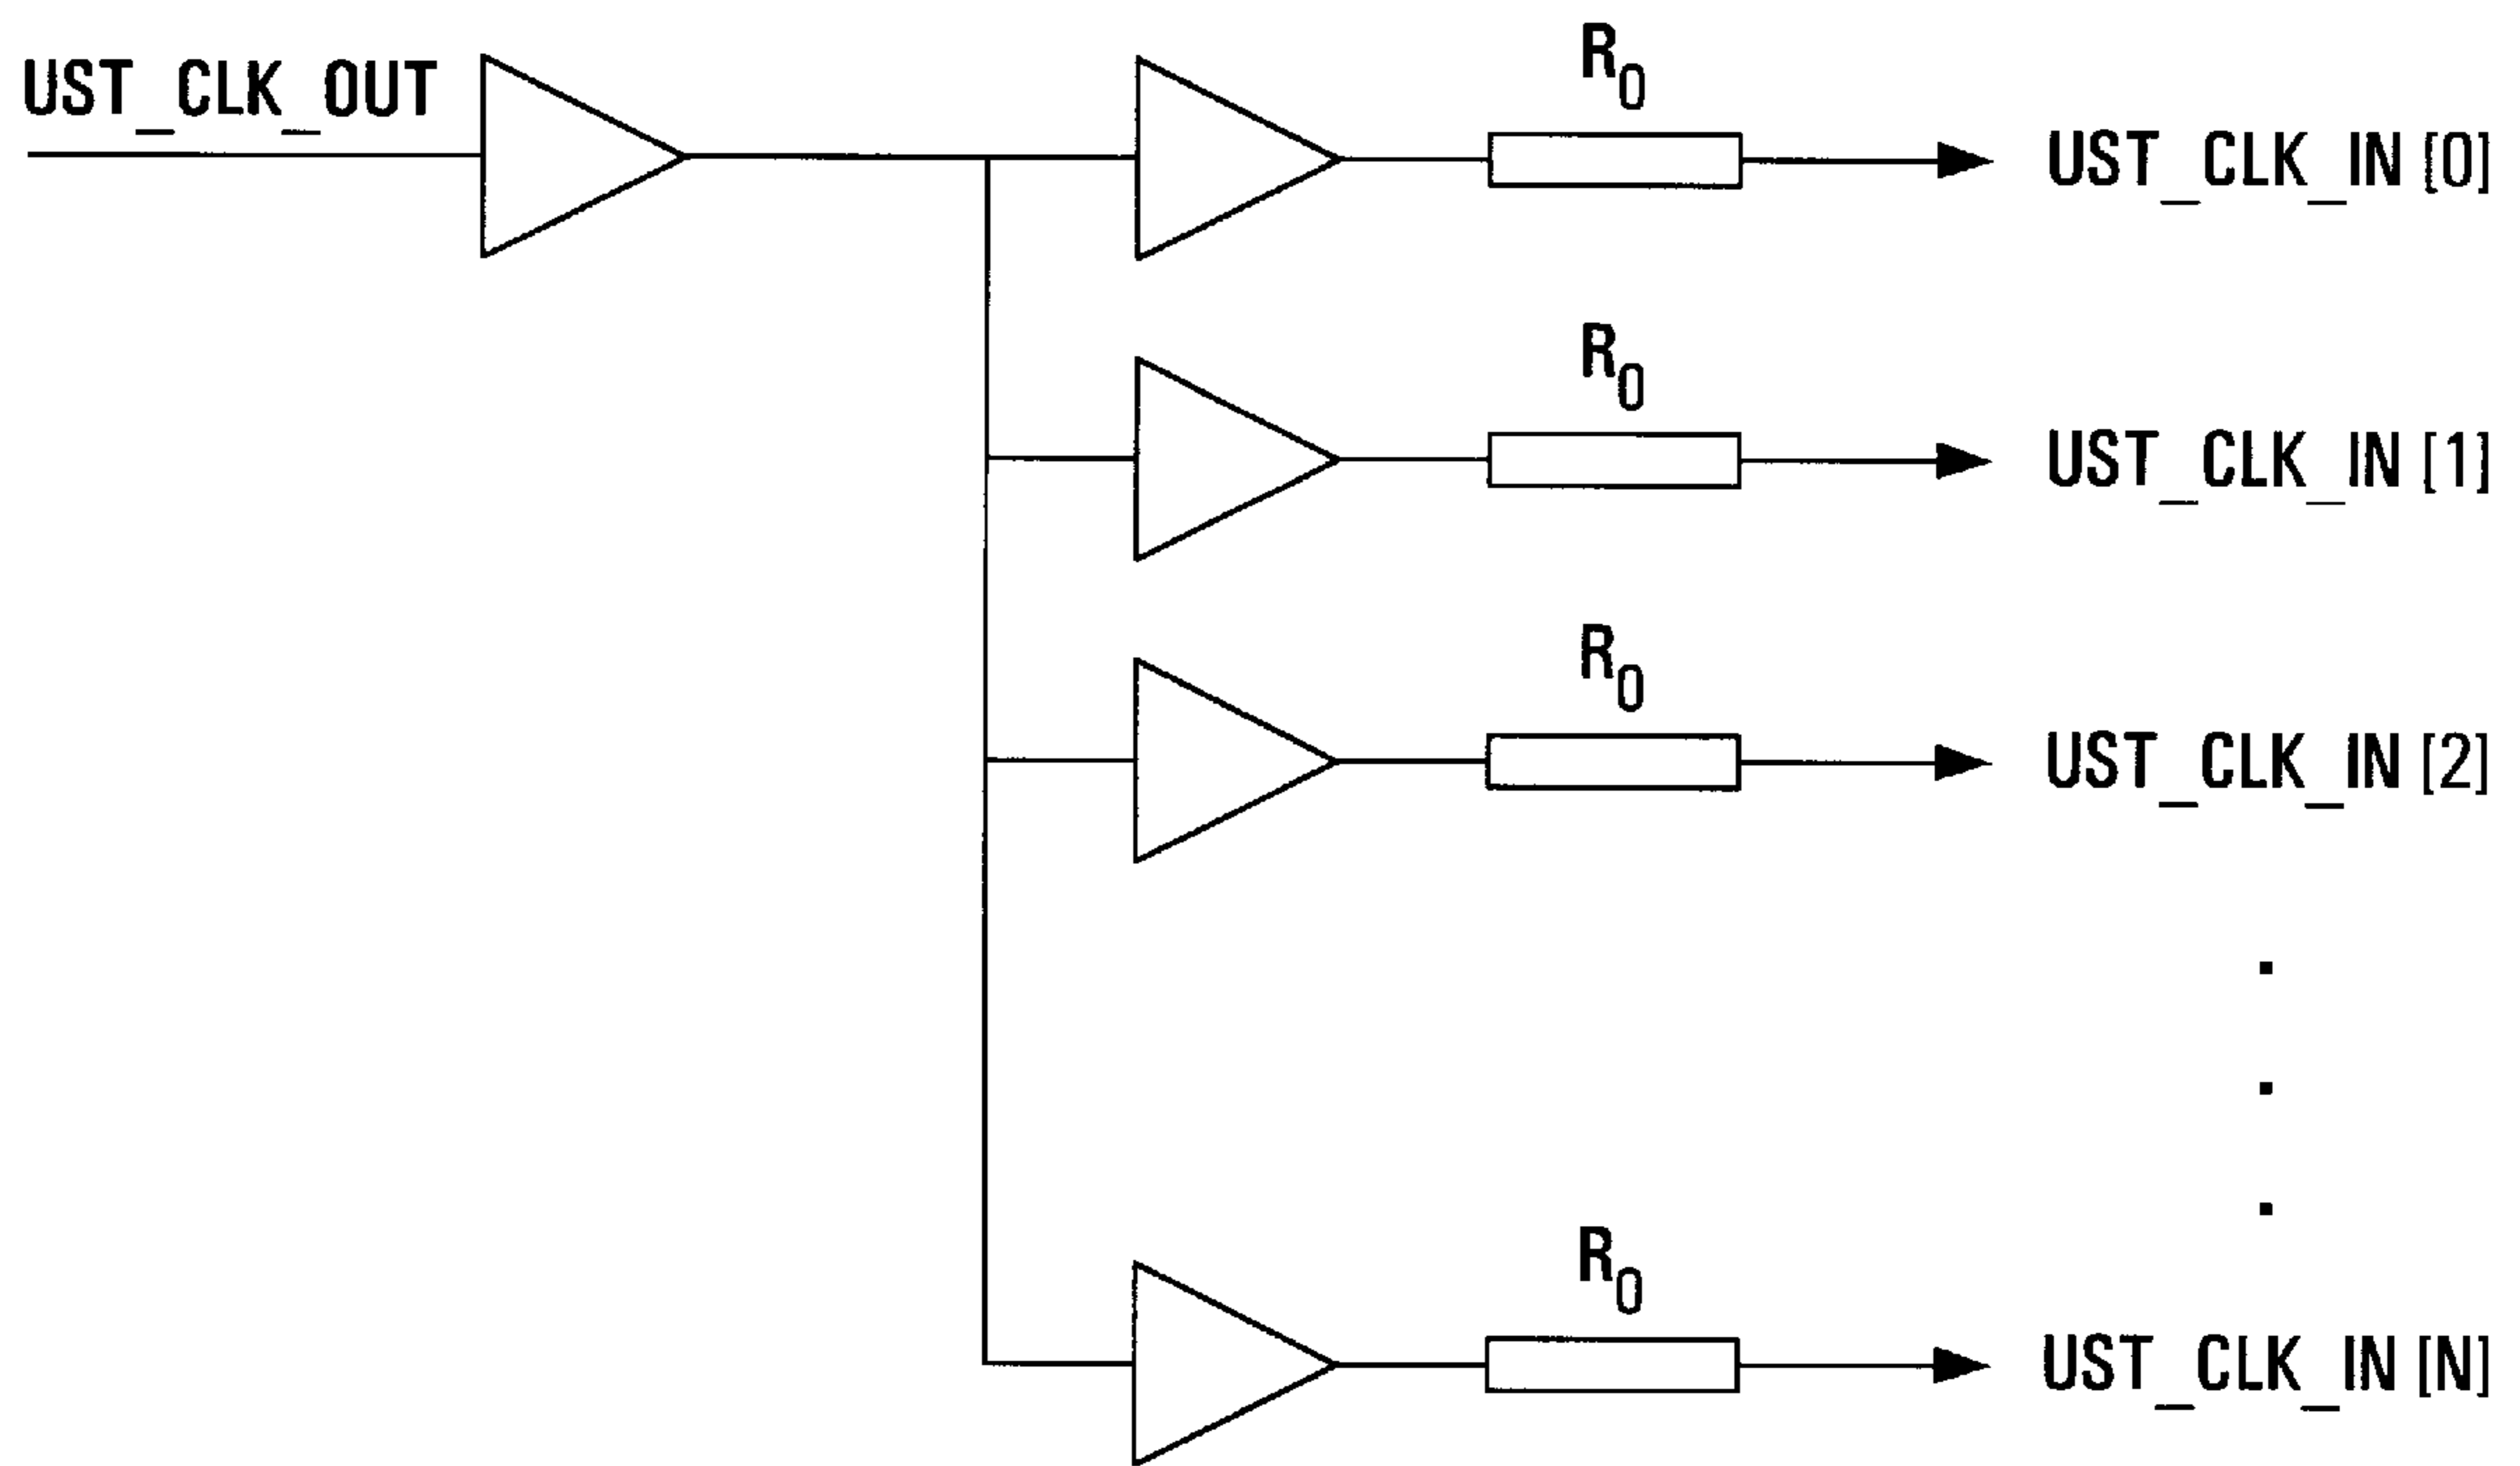 R0
UST_CLK_OUT
UST_CLK_IN [0]
R0
UST_CLK_IN [1]
R0
UST_CLK_IN [2]
R0
UST_CLK_IN [N]